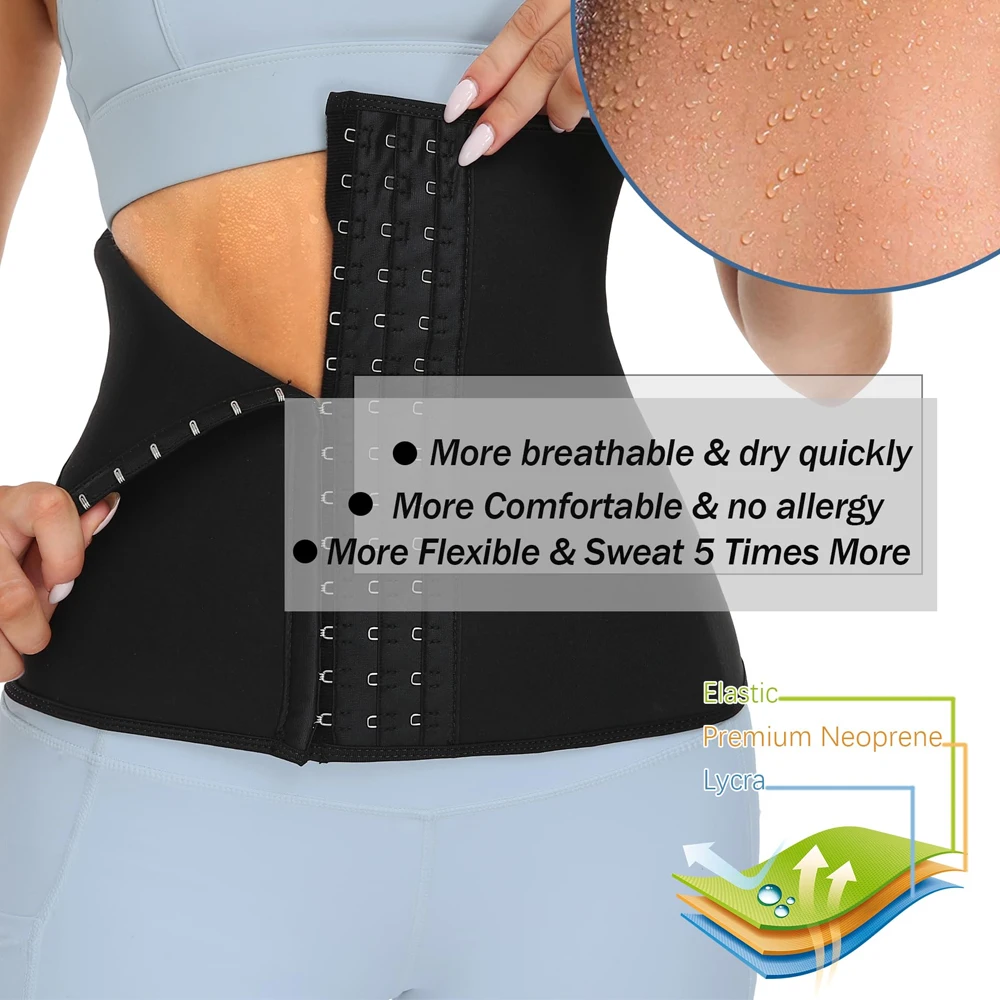 ● More breathable & dry quickly
● More Comfortable & no allergy
● More Flexible & Sweat 5 Times More
Elastic
Premium Neoprene
Lycra